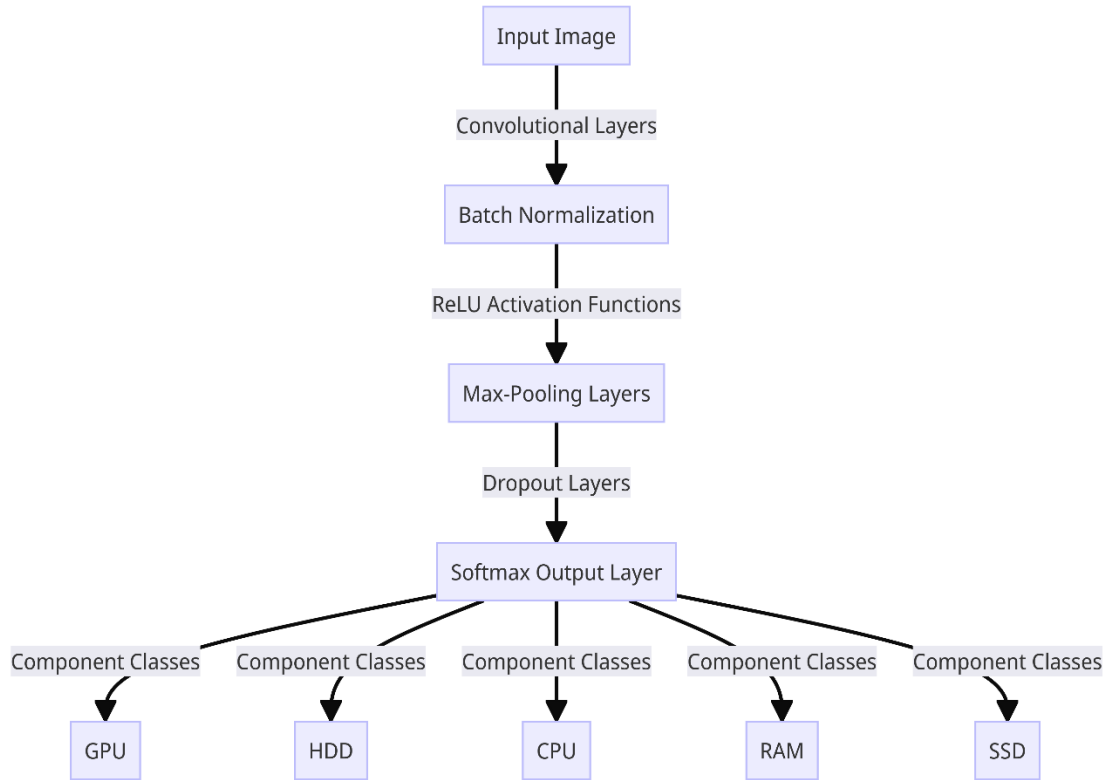 Input Image
Convolutional Layers
Batch Normalization
ReLU Activation Functions
Max-Pooling Layers
Dropout Layers
Softmax Output Layer
Component Classes Component Classes Component Classes Component Classes Component Classes
GPU HDD CPU RAM SSD